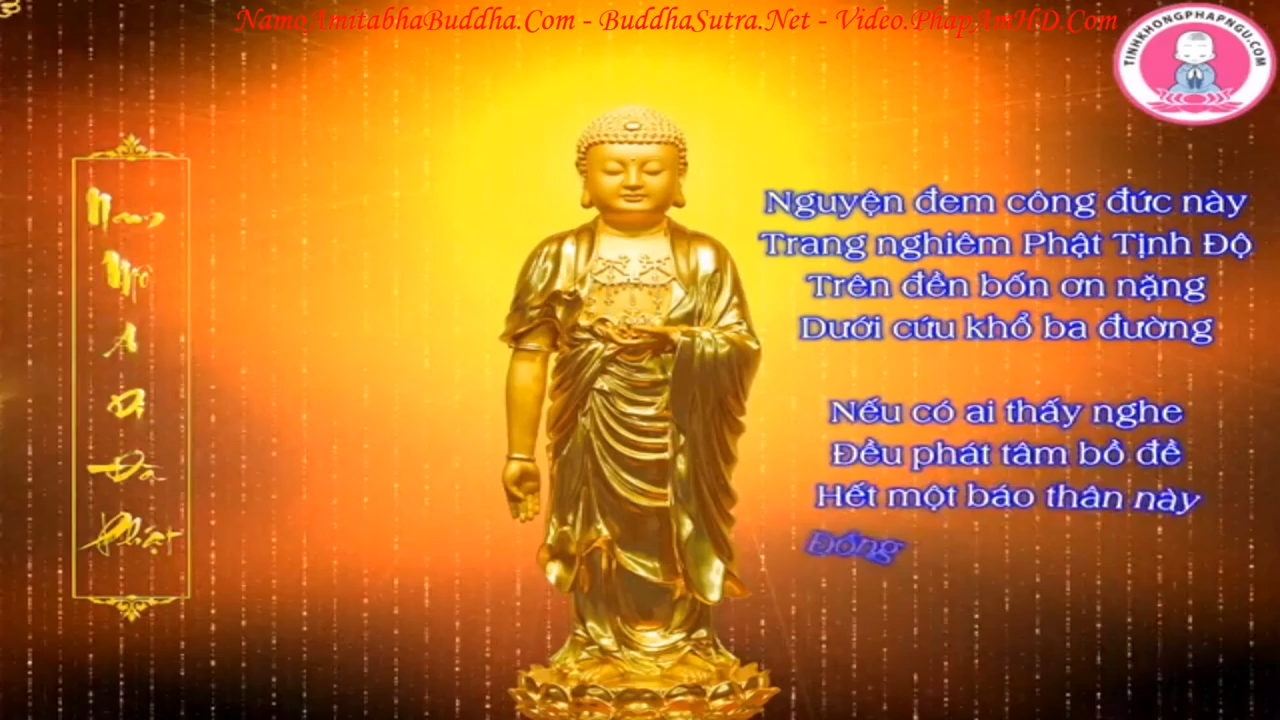 NamoAmitabhaBuddha.Com - BuddhaSutra.Net - Video.PhapAmHD.Com
TINHKHONGPHAPNGU.COM
Nam
Mô
A
Di
Đà
Phật
Nguyện đem công đức này
Trang nghiêm Phật Tịnh Độ
Trên đền bốn ơn nặng
Dưới cứu khổ ba đường
Nếu có ai thấy nghe
Đều phát tâm bồ đề
Hết một báo thân này
Đồng